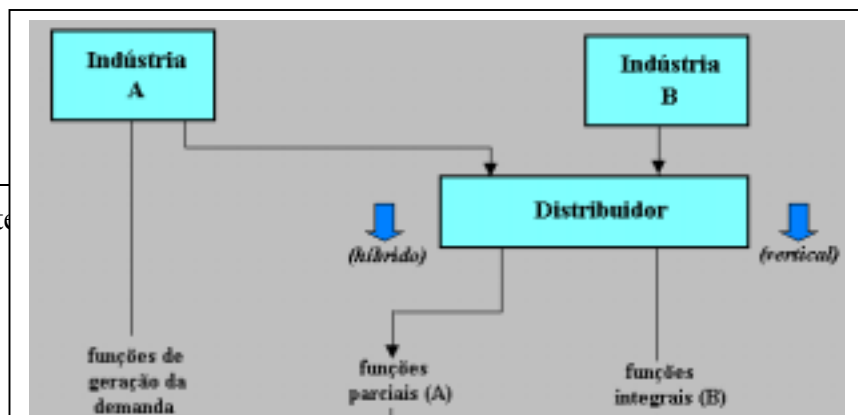 Indústria
A
Indústria
B
Distribuidor
(híbrido)
(vertical)
funções de
geração da
demanda
funções
parciais (A)
funções
integrais (B)